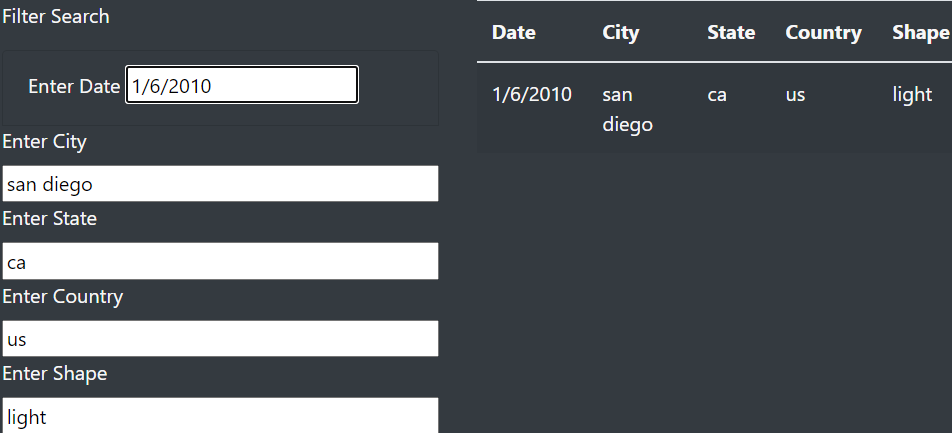 Filter Search
Enter Date 1/6/2010
Enter City
san diego
Enter State
ca
Enter Country
us
Enter Shape
light
Date City State Country Shape
1/6/2010 san ca us light
diego